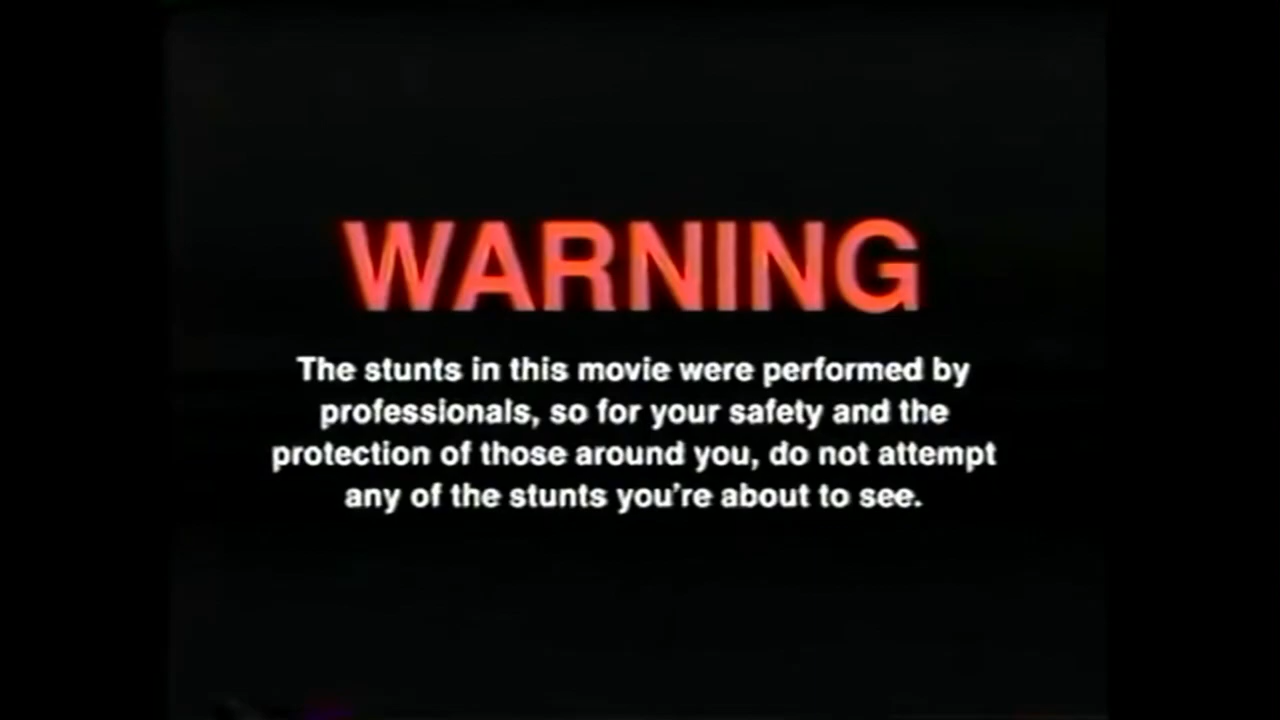 WARNING
The stunts in this movie were performed by
professionals, so for your safety and the
protection of those around you, do not attempt
any of the stunts you're about to see.